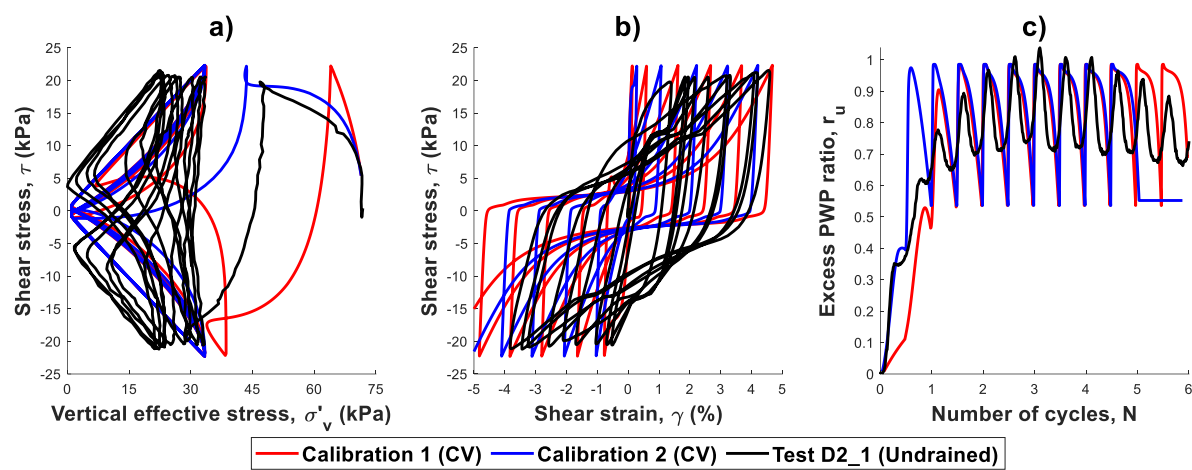 a)
25
20
15
10
5
0
-5
-10
-15
-20
-25
Shear stress, τ (kPa)
0 15 30 45 60 75
Vertical effective stress, σ'v (kPa)
b)
25
20
15
10
5
0
-5
-10
-15
-20
-25
Shear stress, τ (kPa)
-5 -4 -3 -2 -1 0 1 2 3 4 5
Shear strain, γ (%)
c)
1
0.9
0.8
0.7
0.6
0.5
0.4
0.3
0.2
0.1
0
Excess PWP ratio, ru
0 1 2 3 4 5 6
Number of cycles, N
Calibration 1 (CV) Calibration 2 (CV) Test D2_1 (Undrained)